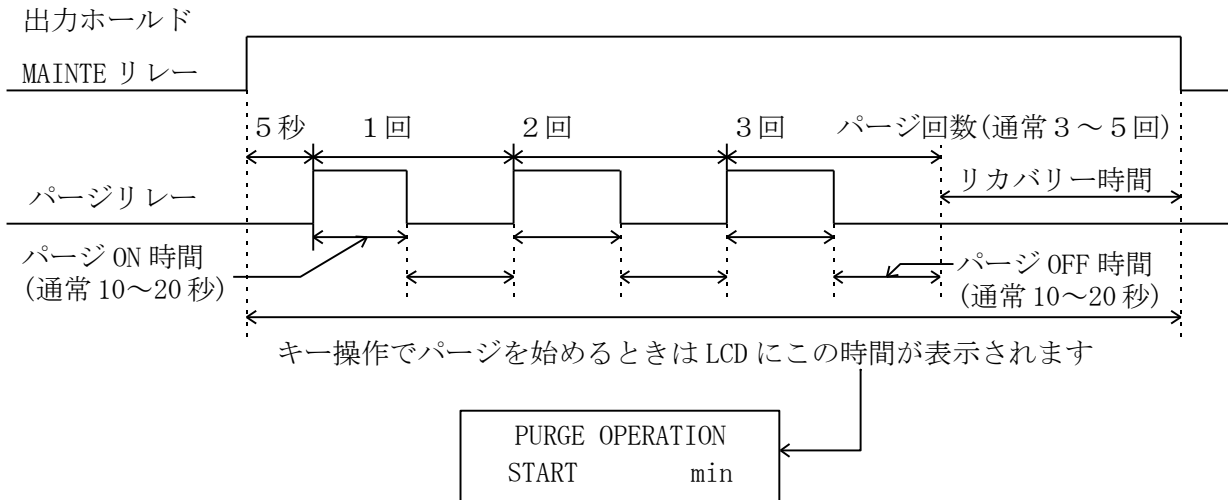 出力ホールド
MAINTE リレー
5秒
1回
2回
3回
パージ回数(通常3～5回)
リカバリー時間
パージリレー
パージ ON 時間
(通常 10～20 秒)
パージ OFF 時間
(通常 10～20 秒)
キー操作でパージを始めるときは LCD にこの時間が表示されます
PURGE OPERATION
START min